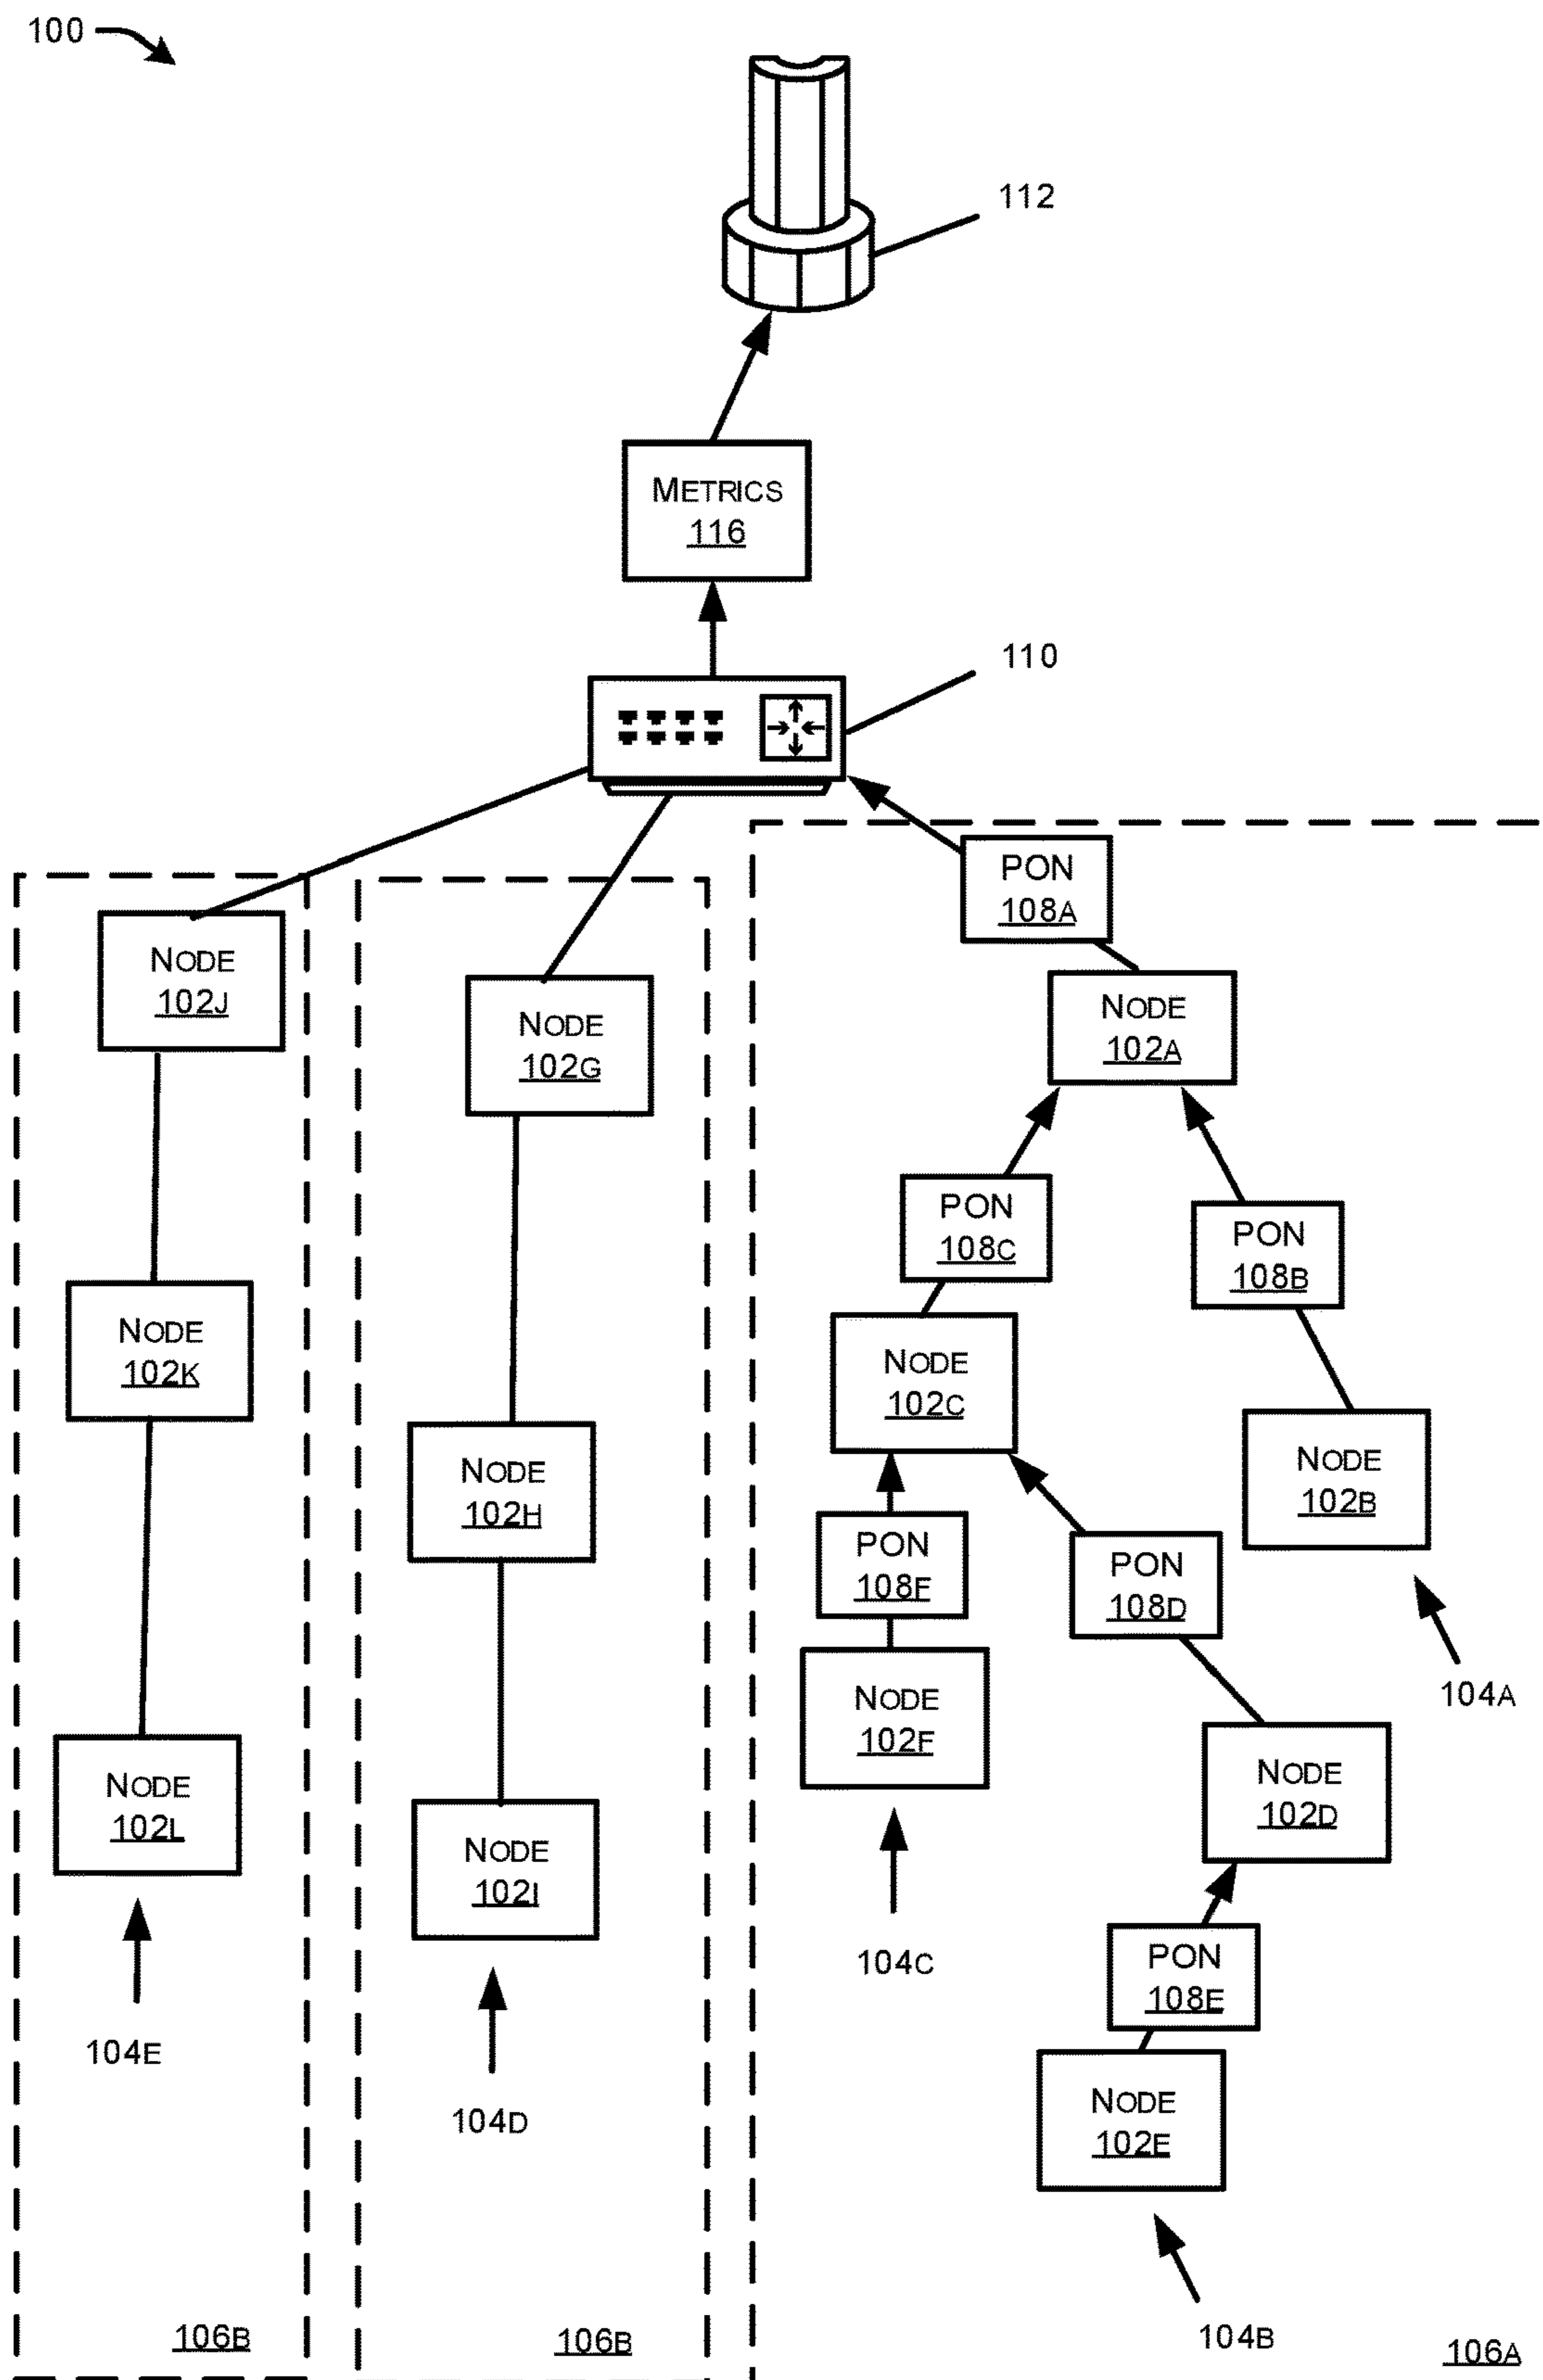 100
112
METRICS
116
110
PON
108A
NODE
102J
NODE
102G
NODE
102A
PON
108C
PON
108B
NODE
102K
NODE
102C
NODE
102H
NODE
102B
PON
108F
PON
108D
104A
NODE
102F
NODE
102D
NODE
102L
NODE
102I
104C
PON
108E
104E
104D
NODE
102E
104B
106B
106B
106A